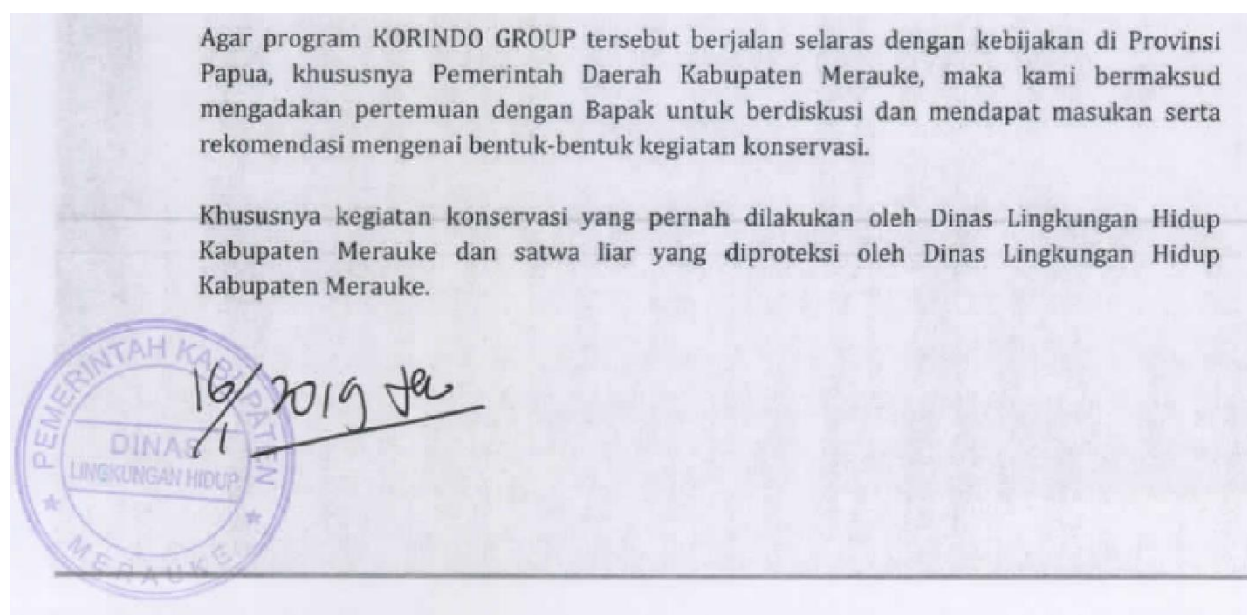 Agar program KORINDO GROUP tersebut berjalan selaras dengan kebijakan di Provinsi
Papua, khususnya Pemerintah Daerah Kabupaten Merauke, maka kami bermaksud
mengadakan pertemuan dengan Bapak untuk berdiskusi dan mendapat masukan serta
rekomendasi mengenai bentuk-bentuk kegiatan konservasi.
Khususnya kegiatan konservasi yang pernah dilakukan oleh Dinas Lingkungan Hidup
Kabupaten Merauke dan satwa liar yang diproteksi oleh Dinas Lingkungan Hidup
Kabupaten Merauke.
PEMERINTAH KABUPATEN
DINAS
LINGKUNGAN HIDUP
MERAUKE
16/1 2019